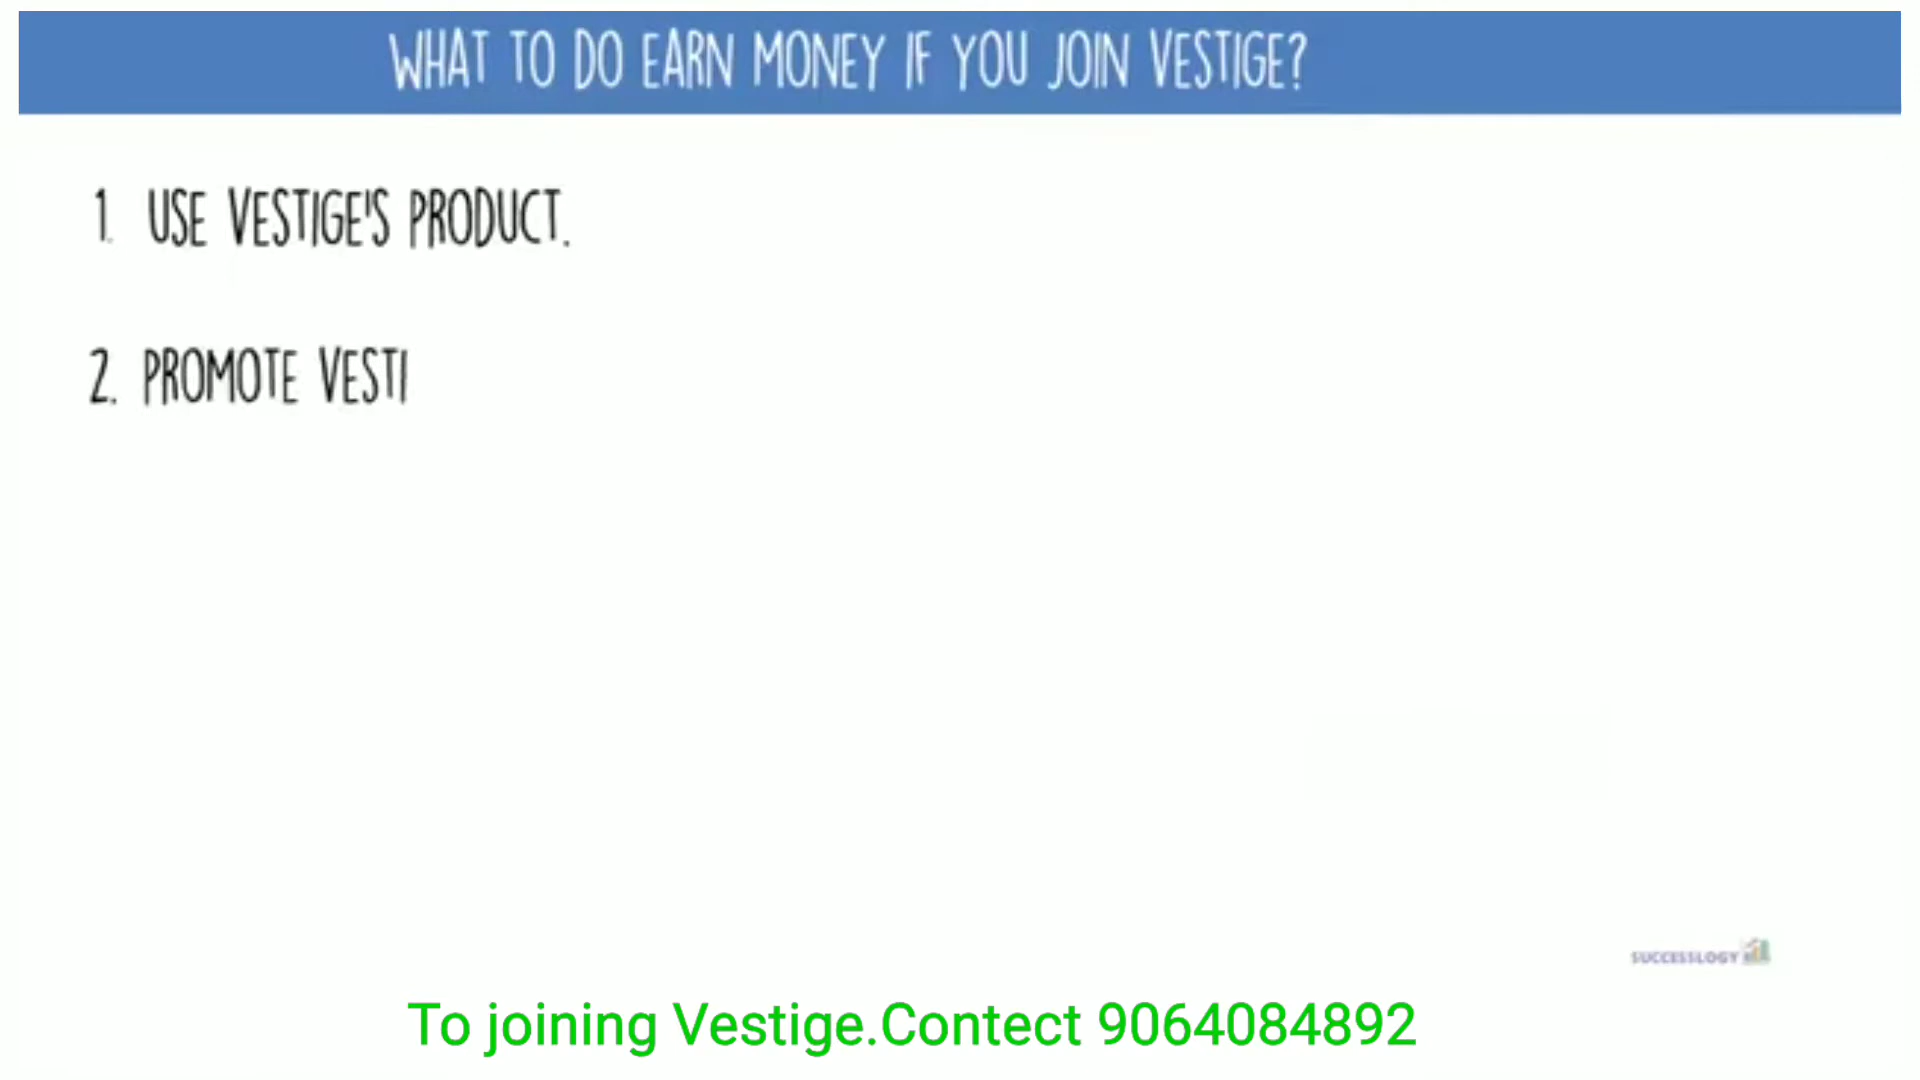 WHAT TO DO EARN MONEY IF YOU JOIN VESTIGE?
1. USE VESTIGE'S PRODUCT.
2. PROMOTE VESTI
SUCCESSLOGY
To joining Vestige.Contect 9064084892